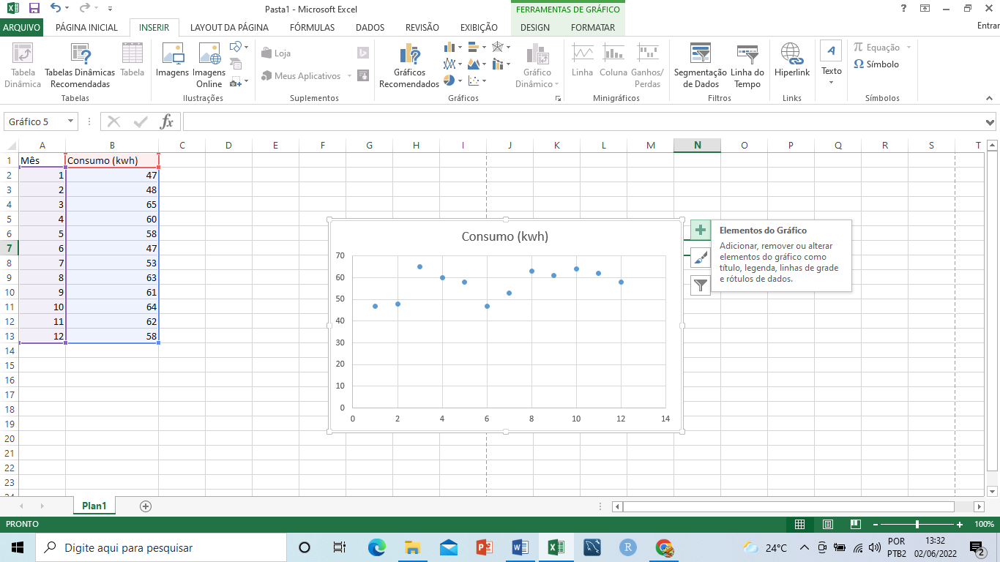 Pasta1 - Microsoft Excel
FERRAMENTAS DE GRÁFICO
?
ARQUIVO PÁGINA INICIAL INSERIR LAYOUT DA PÁGINA FÓRMULAS DADOS REVISÃO EXIBIÇÃO DESIGN FORMATAR Entrar
Tabela
Dinâmica
Tabelas Dinâmicas
Recomendadas
Tabela
Tabelas
Imagens
Imagens
Online
Ilustrações
Loja
Meus Aplicativos
Suplementos
Gráficos
Recomendados
Gráficos
Gráfico
Dinâmico
Linha
Coluna
Ganhos/
Perdas
Minigráficos
Segmentação
de Dados
Linha do
Tempo
Filtros
Hiperlink
Links
A
Texto
π Equação
Ω Símbolo
Símbolos
Gráfico 5
fx
A B C D E F G H I J K L M N O P Q R S T
1 Mês Consumo (kwh)
2 1 47
3 2 48
4 3 65
5 4 60
6 5 58
7 6 47
8 7 53
9 8 63
10 9 61
11 10 64
12 11 62
13 12 58
14
15
16
17
18
19
20
21
22
23
Consumo (kwh)
70
60
50
40
30
20
10
0
0 2 4 6 8 10 12 14
Elementos do Gráfico
Adicionar, remover ou alterar
elementos do gráfico como
título, legenda, linhas de grade
e rótulos de dados.
Plan1
PRONTO
100%
Digite aqui para pesquisar
24°C
POR
PTB2
13:32
02/06/2022
2